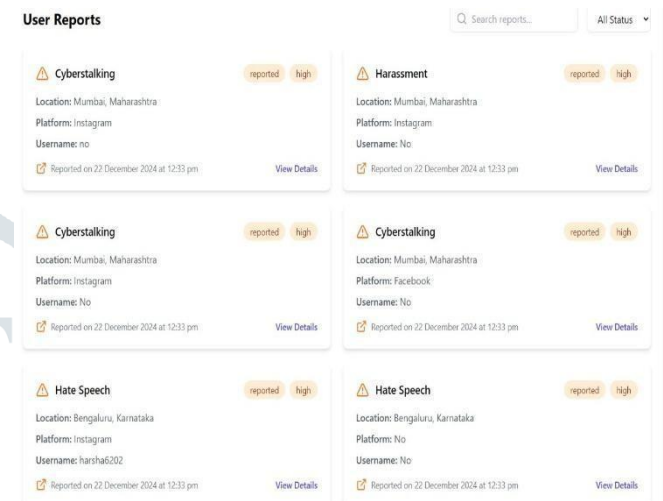 User Reports
Search reports...
All Status
Cyberstalking reported high
Location: Mumbai, Maharashtra
Platform: Instagram
Username: no
Reported on 22 December 2024 at 12:33 pm View Details
Harassment reported high
Location: Mumbai, Maharashtra
Platform: Instagram
Username: No
Reported on 22 December 2024 at 12:33 pm View Details
Cyberstalking reported high
Location: Mumbai, Maharashtra
Platform: Instagram
Username: No
Reported on 22 December 2024 at 12:33 pm View Details
Cyberstalking reported high
Location: Mumbai, Maharashtra
Platform: Facebook
Username: No
Reported on 22 December 2024 at 12:33 pm View Details
Hate Speech reported high
Location: Bengaluru, Karnataka
Platform: Instagram
Username: harsha6202
Reported on 22 December 2024 at 12:33 pm View Details
Hate Speech reported high
Location: Bengaluru, Karnataka
Platform: No
Username: No
Reported on 22 December 2024 at 12:33 pm View Details